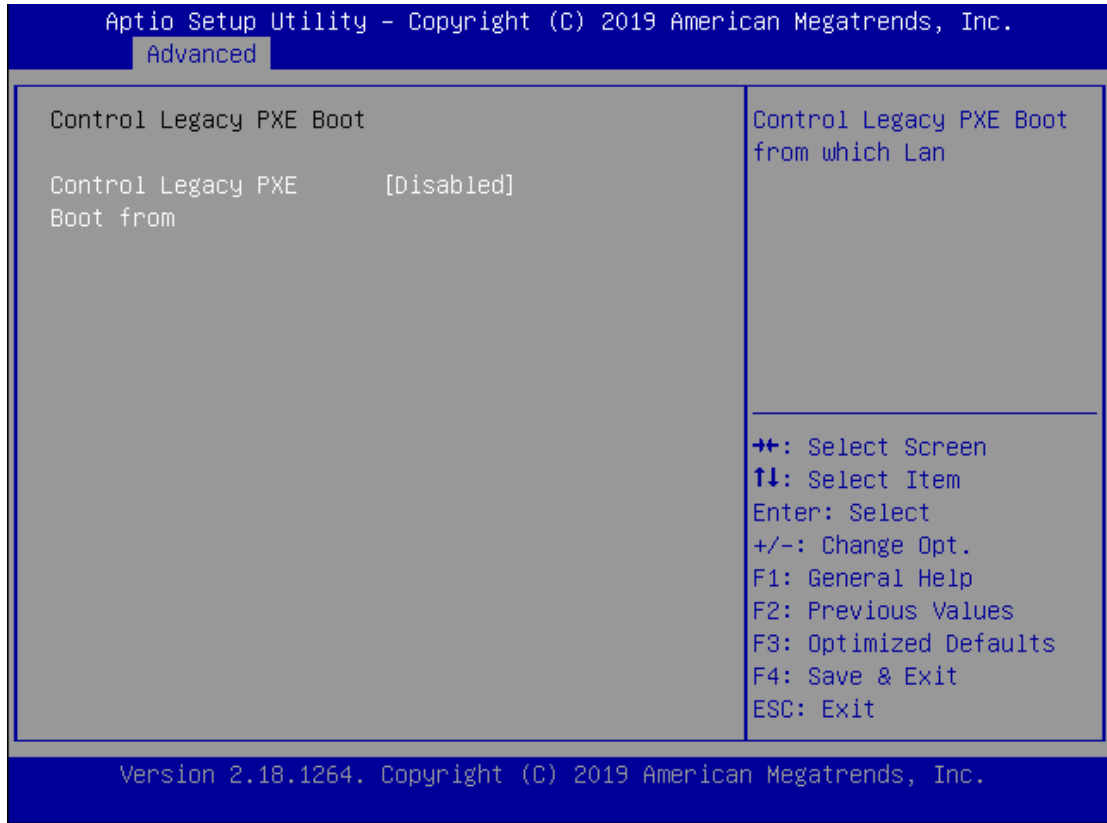 Aptio Setup Utility – Copyright (C) 2019 American Megatrends, Inc.
Advanced
Control Legacy PXE Boot
Control Legacy PXE [Disabled]
Boot from
Control Legacy PXE Boot
from which Lan
→←: Select Screen
↑↓: Select Item
Enter: Select
+/-: Change Opt.
F1: General Help
F2: Previous Values
F3: Optimized Defaults
F4: Save & Exit
ESC: Exit
Version 2.18.1264. Copyright (C) 2019 American Megatrends, Inc.